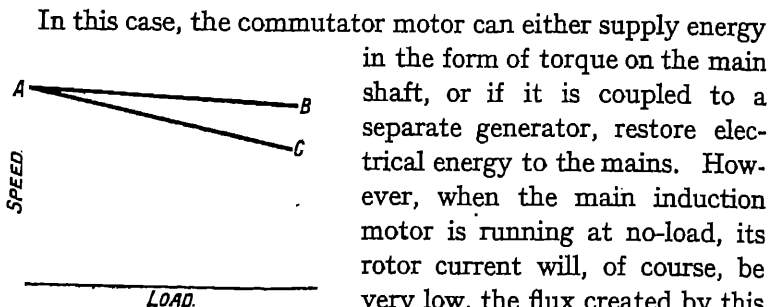 In this case, the commutator motor can either supply energy
in the form of torque on the main
shaft, or if it is coupled to a
separate generator, restore elec-
trical energy to the mains. How-
ever, when the main induction
motor is running at no-load, its
rotor current will, of course, be
very low, the flux created by this
A
B
C
SPEED.
LOAD.